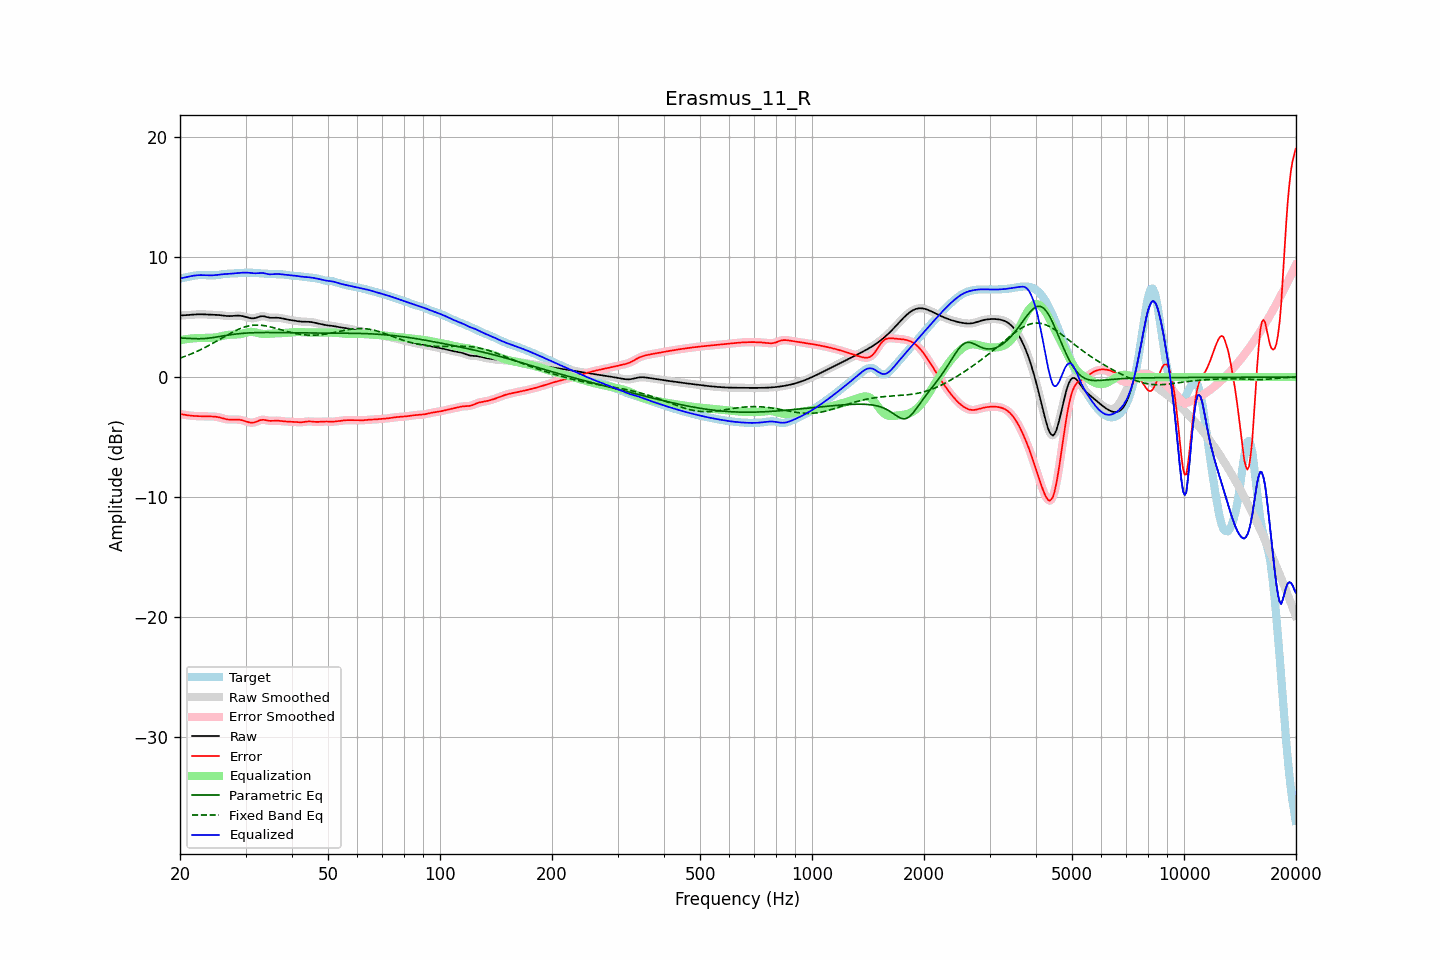 Erasmus_11_R
Amplitude (dBr)
20
10
0
−10
−20
−30
20
50
100
200
500
1000
2000
5000
10000
20000
Frequency (Hz)
Target
Raw Smoothed
Error Smoothed
Raw
Error
Equalization
Parametric Eq
Fixed Band Eq
Equalized